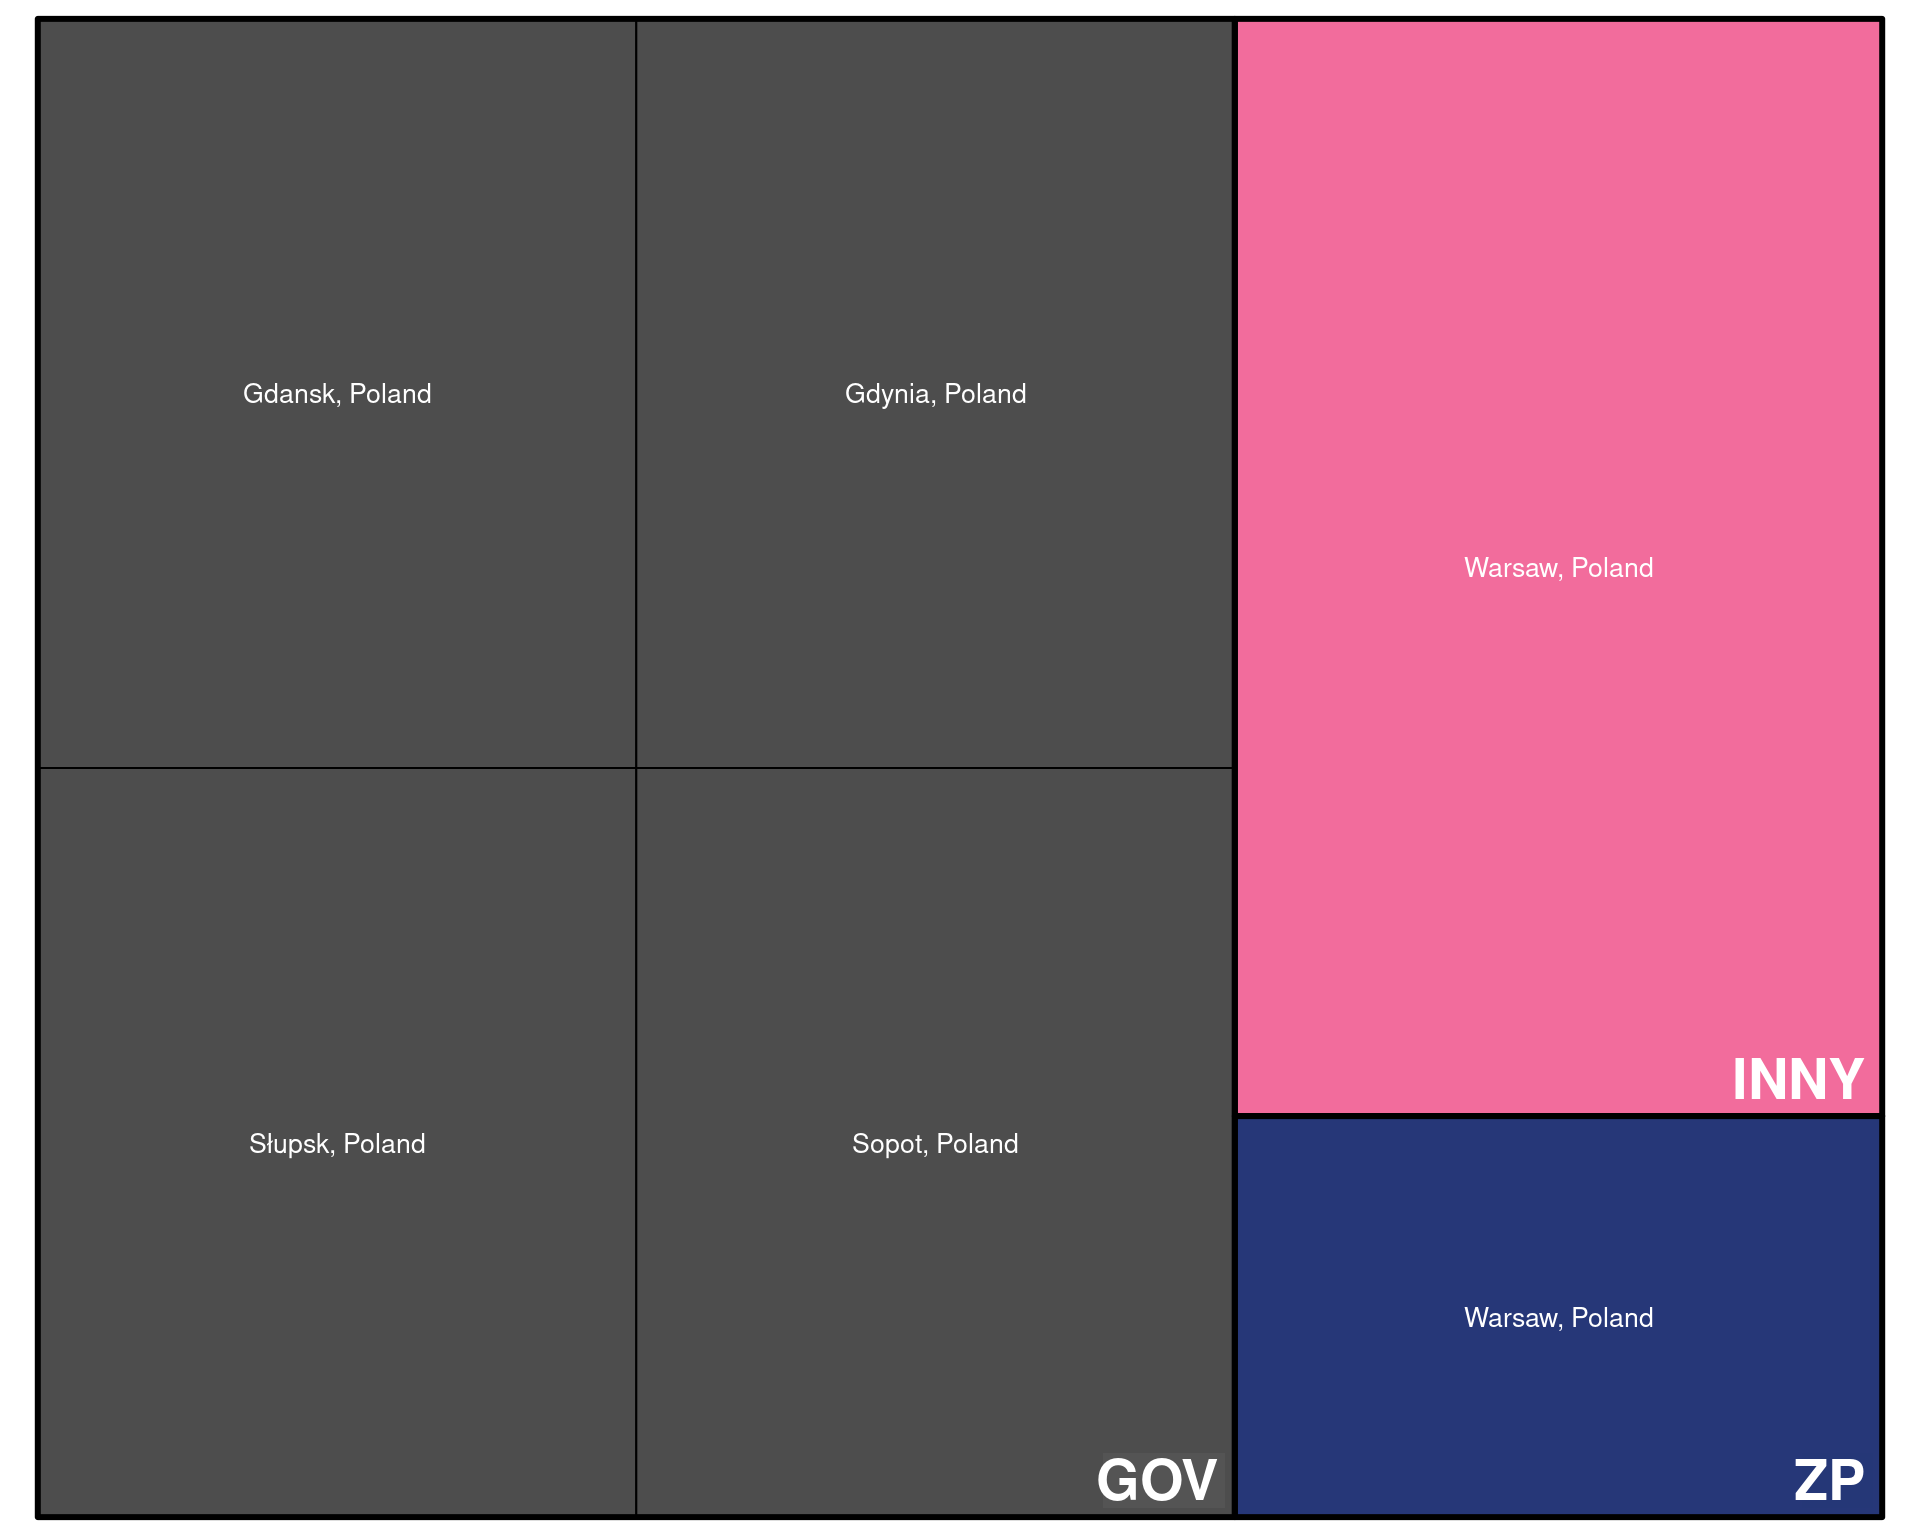 Gdansk, Poland
Gdynia, Poland
Warsaw, Poland
INNY
Słupsk, Poland
Sopot, Poland
Warsaw, Poland
GOV
ZP